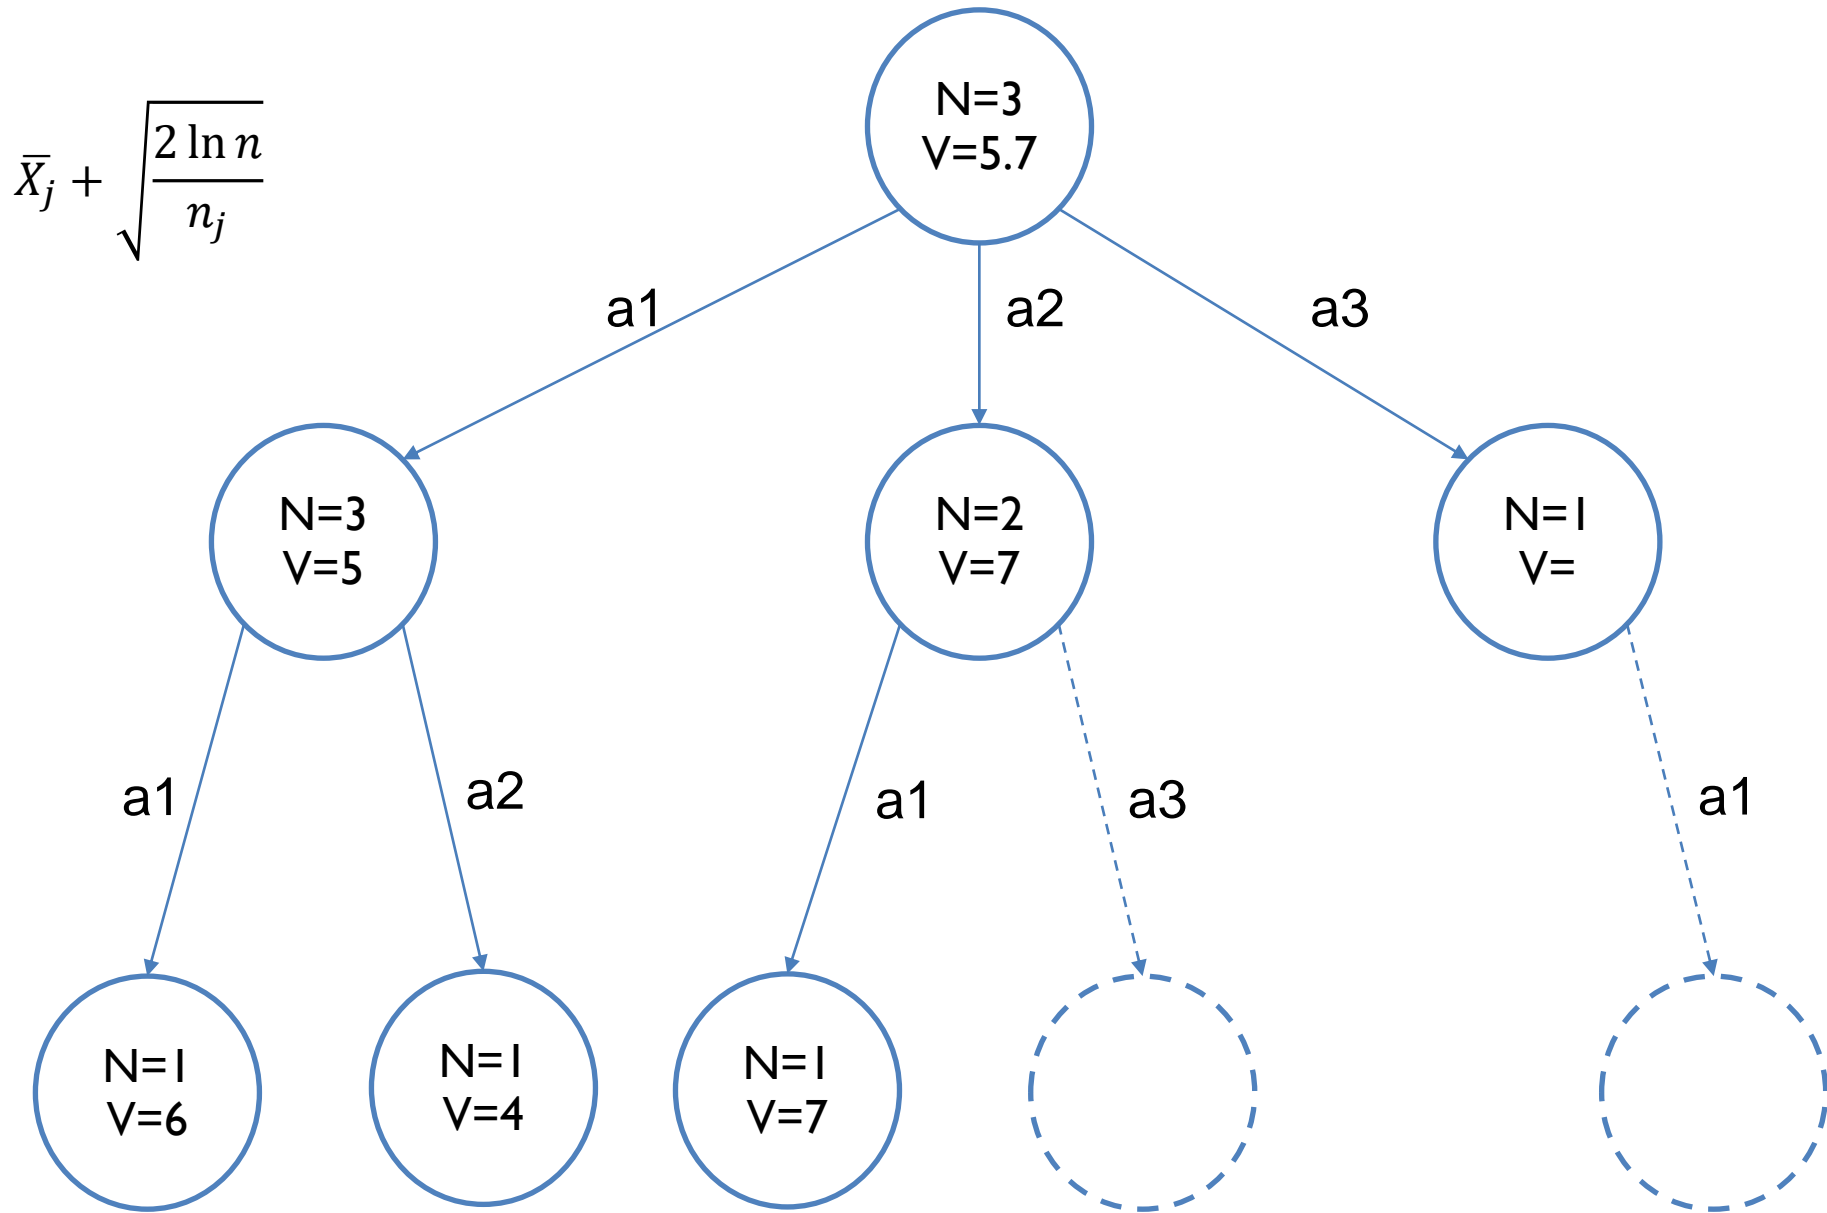 N=3
V=5.7
X̄ⱼ + √(2 ln n / nⱼ)
a1
a2
a3
N=3
V=5
N=2
V=7
N=1
V=
a1
a2
a1
a3
a1
N=1
V=6
N=1
V=4
N=1
V=7